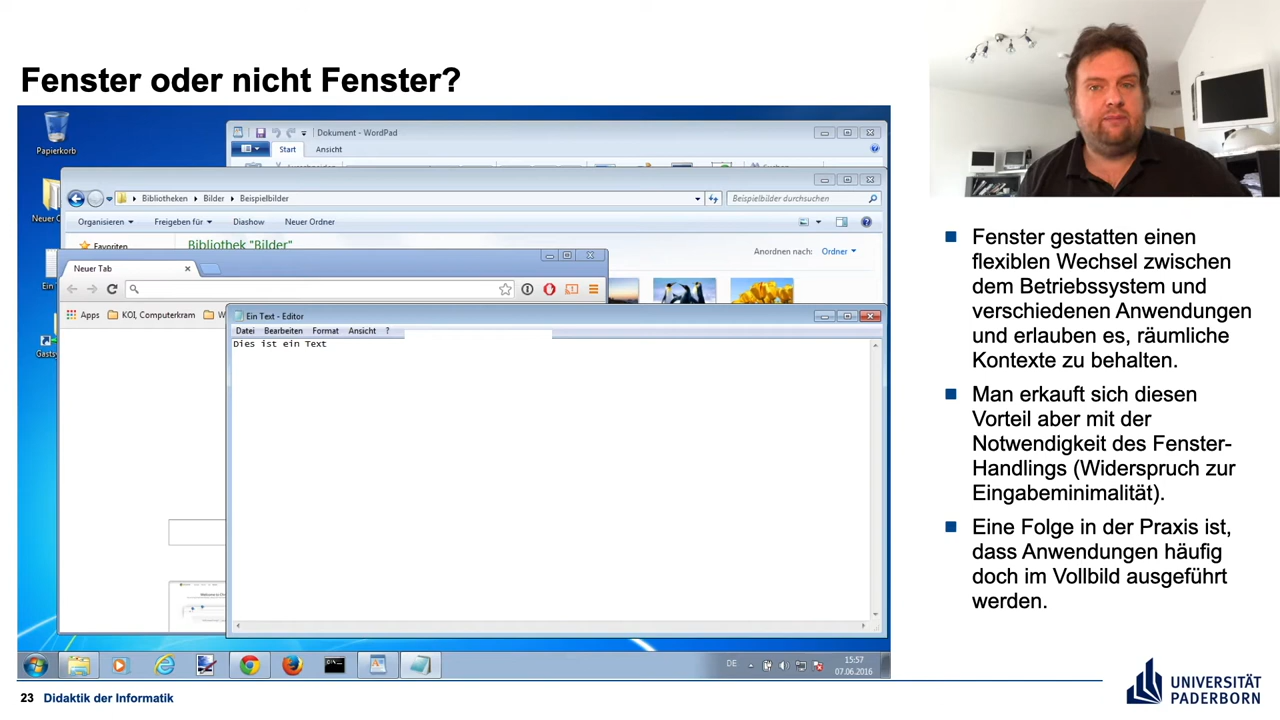 Fenster oder nicht Fenster?
Papierkorb
Dokument - WordPad
Start Ansicht
Bibliotheken Bilder Beispielbilder
Beispielbilder durchsuchen
Neuer
Organisieren Freigeben für Diashow Neuer Ordner
Favoriten
Bibliothek "Bilder"
Anordnen nach: Ordner
Neuer Tab
Ein
Apps KOI, Computerkram W
Ein Text - Editor
Datei Bearbeiten Format Ansicht ?
Dies ist ein Text
DE
15:57
07.06.2016
Fenster gestatten einen
flexiblen Wechsel zwischen
dem Betriebssystem und
verschiedenen Anwendungen
und erlauben es, räumliche
Kontexte zu behalten.
Man erkauft sich diesen
Vorteil aber mit der
Notwendigkeit des Fenster-
Handlings (Widerspruch zur
Eingabeminimalität).
Eine Folge in der Praxis ist,
dass Anwendungen häufig
doch im Vollbild ausgeführt
werden.
23 Didaktik der Informatik
UNIVERSITÄT
PADERBORN